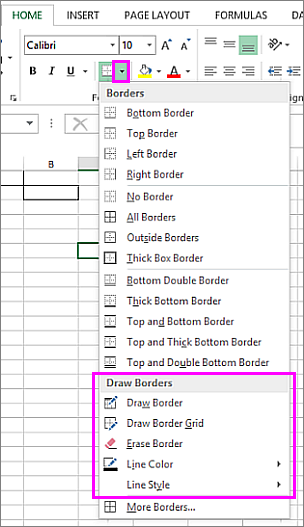 HOME INSERT PAGE LAYOUT FORMULAS
Calibri 10 A A
B I U A
B
Borders
Bottom Border
Top Border
Left Border
Right Border
No Border
All Borders
Outside Borders
Thick Box Border
Bottom Double Border
Thick Bottom Border
Top and Bottom Border
Top and Thick Bottom Border
Top and Double Bottom Border
Draw Borders
Draw Border
Draw Border Grid
Erase Border
Line Color
Line Style
More Borders...